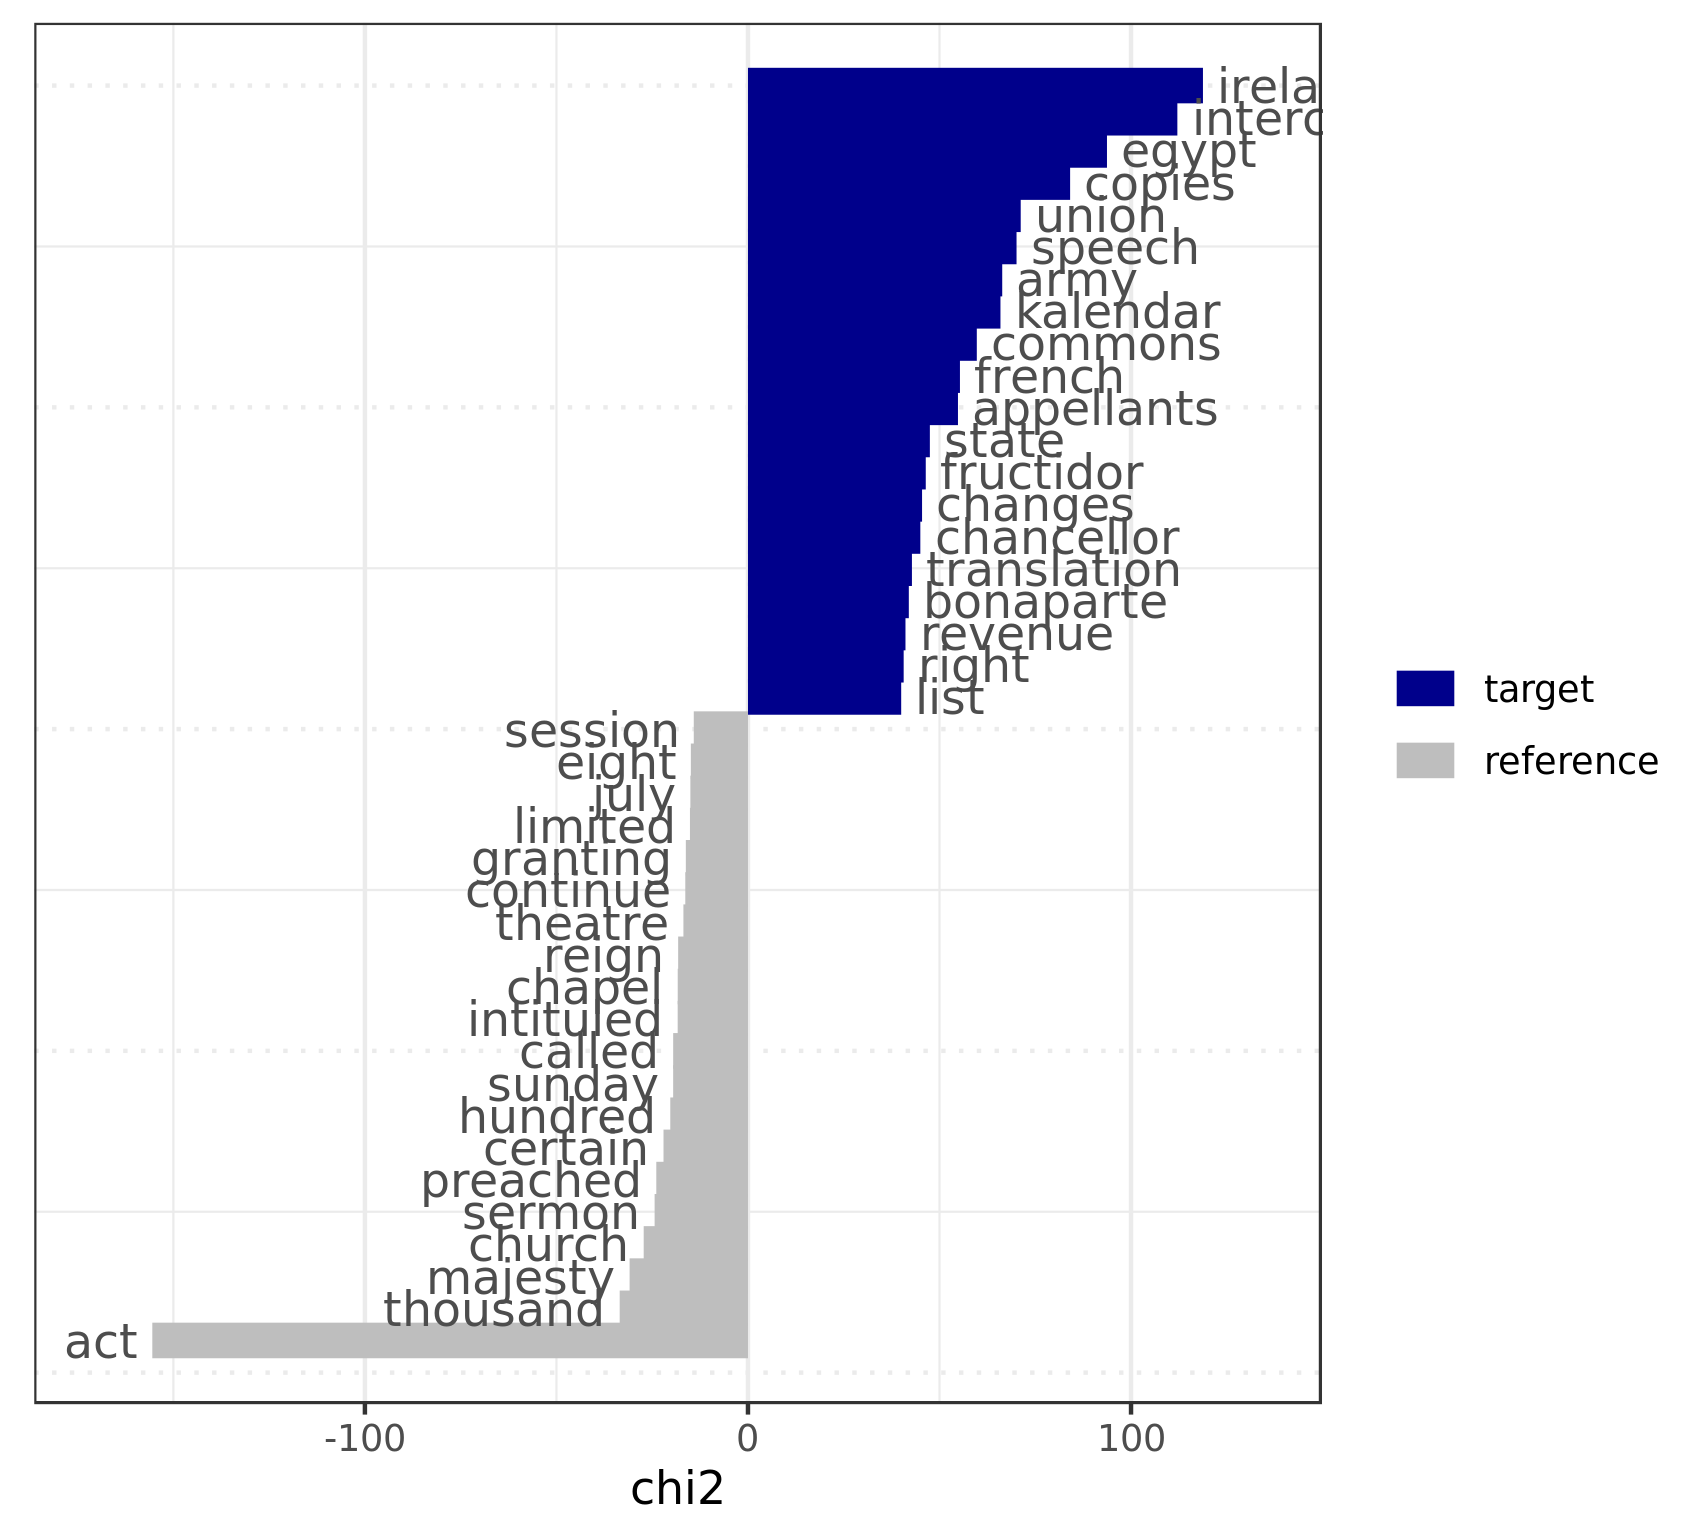 irela
interc
egypt
copies
union
speech
army
kalendar
commons
french
appellants
state
fructidor
changes
chancellor
translation
bonaparte
revenue
right
list
session
eight
july
limited
granting
continue
theatre
reign
chapel
intituled
called
sunday
hundred
certain
preached
sermon
church
majesty
thousand
act
target
reference
-100 0 100
chi2